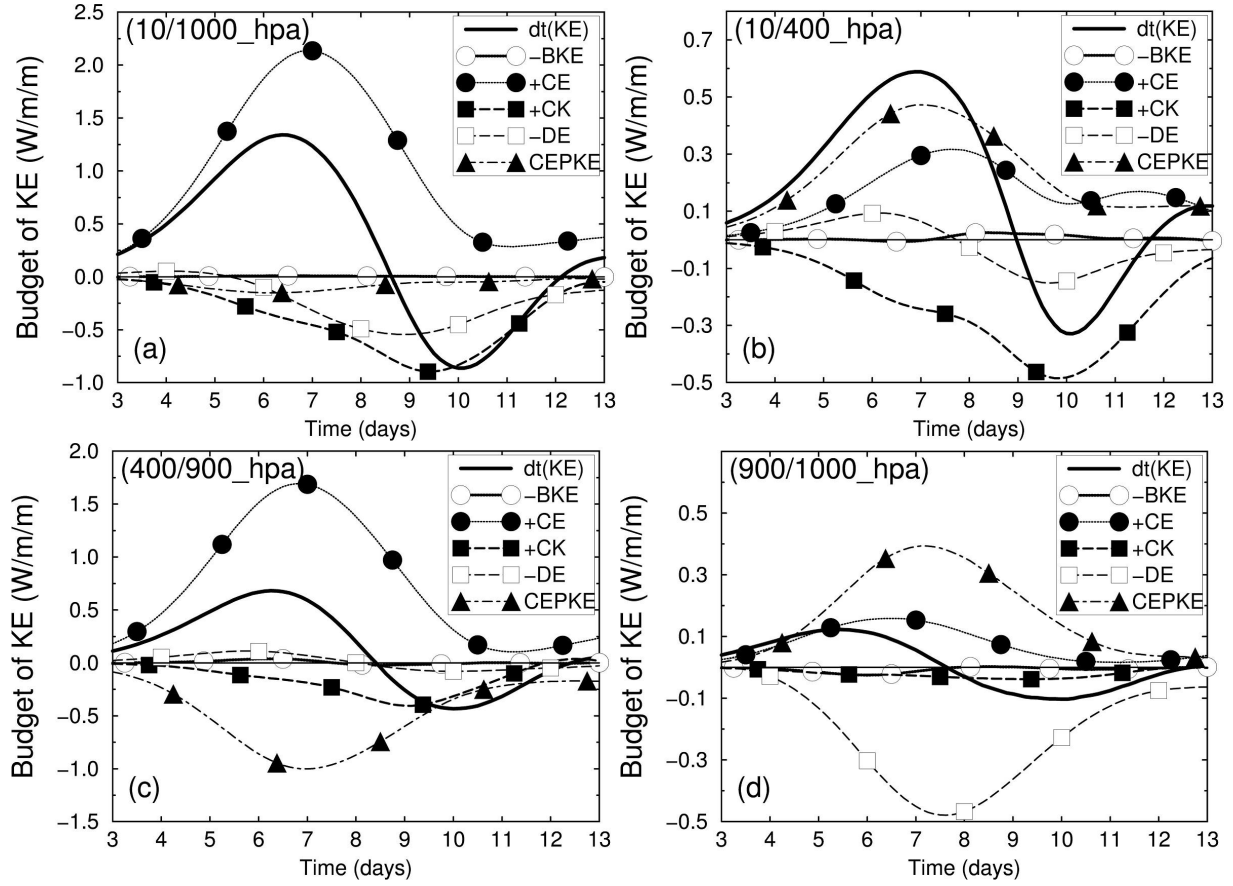 (10/1000_hpa)
dt(KE)
−BKE
+CE
+CK
−DE
CEPKE
2.5
2.0
1.5
1.0
0.5
0.0
−0.5
−1.0
Budget of KE (W/m/m)
(a)
3 4 5 6 7 8 9 10 11 12 13
Time (days)
(10/400_hpa)
dt(KE)
−BKE
+CE
+CK
−DE
CEPKE
0.7
0.5
0.3
0.1
−0.1
−0.3
−0.5
Budget of KE (W/m/m)
(b)
3 4 5 6 7 8 9 10 11 12 13
Time (days)
(400/900_hpa)
dt(KE)
−BKE
+CE
+CK
−DE
CEPKE
2.0
1.5
1.0
0.5
0.0
−0.5
−1.0
−1.5
Budget of KE (W/m/m)
(c)
3 4 5 6 7 8 9 10 11 12 13
Time (days)
(900/1000_hpa)
dt(KE)
−BKE
+CE
+CK
−DE
CEPKE
0.5
0.3
0.1
−0.1
−0.3
−0.5
Budget of KE (W/m/m)
(d)
3 4 5 6 7 8 9 10 11 12 13
Time (days)